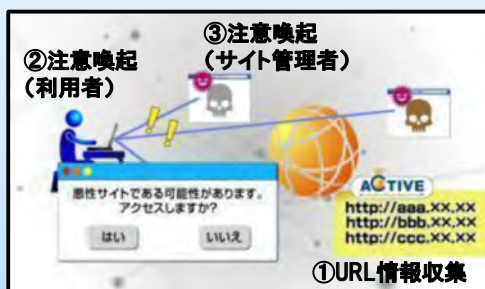 ③注意喚起
（サイト管理者）
②注意喚起
（利用者）
悪性サイトである可能性があります。
アクセスしますか?
はい
いいえ
ACTIVE
http://aaa.XX.XX
http://bbb.XX.XX
http://ccc.XX.XX
①URL情報収集